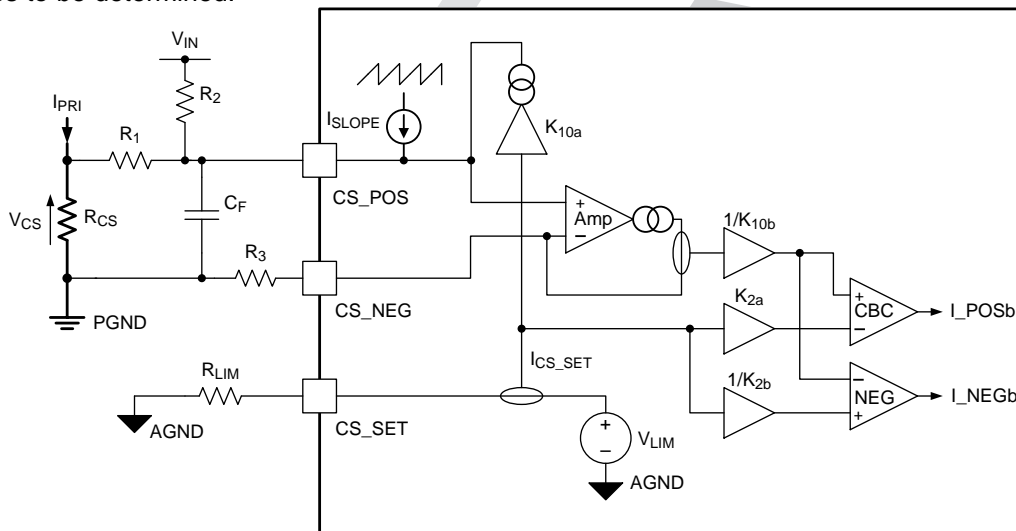 to be determined.
V_IN
R_2
I_PRI
R_1
I_SLOPE
K_10a
CS_POS
V_CS
R_CS
C_F
+
Amp
−
1/K_10b
R_3
CS_NEG
K_2a
+
CBC
−
I_POSb
PGND
I_CS_SET
1/K_2b
−
NEG
+
I_NEGb
R_LIM
AGND
CS_SET
+
−
V_LIM
AGND